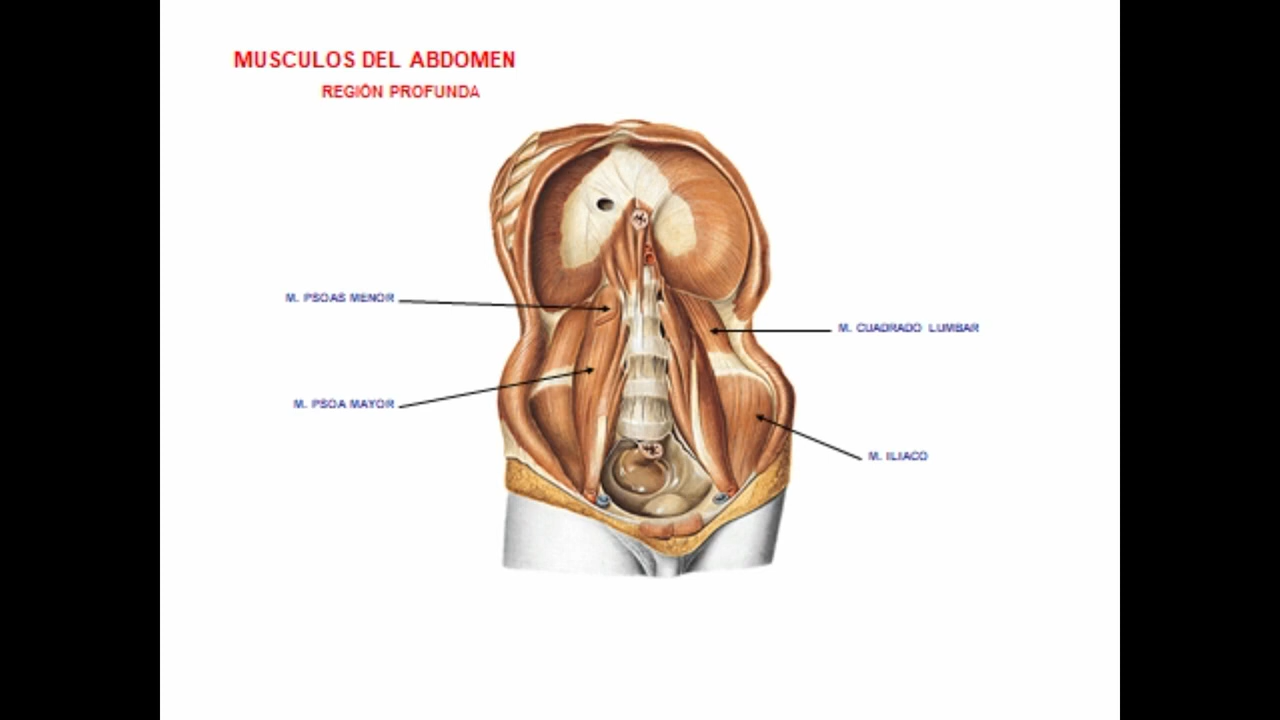 MUSCULOS DEL ABDOMEN
REGIÓN PROFUNDA
M. PSOAS MENOR
M. CUADRADO LUMBAR
M. PSOA MAYOR
M. ILIACO